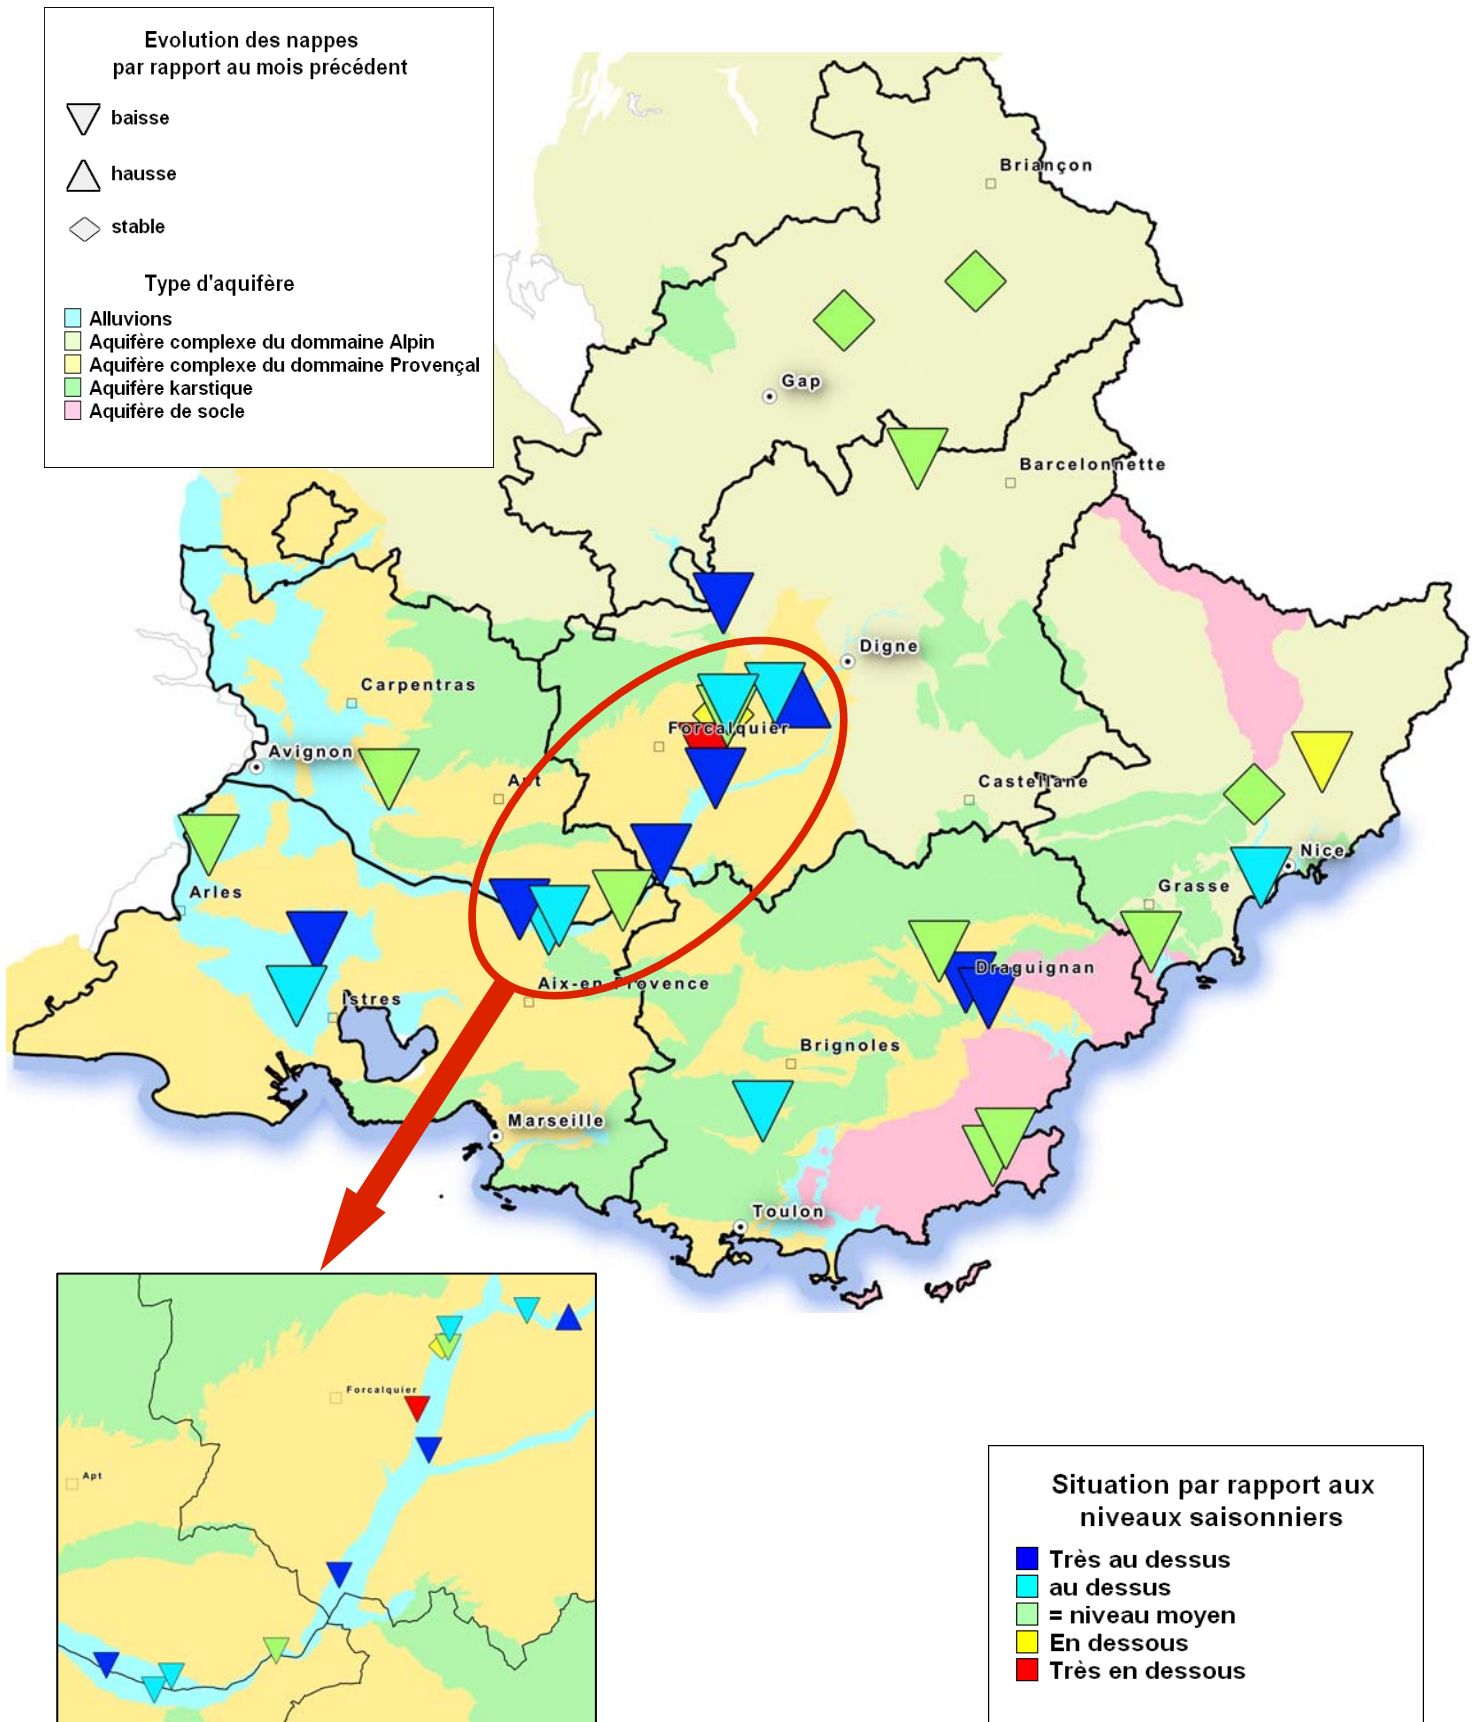 Evolution des nappes
par rapport au mois précédent
baisse
hausse
stable
Type d'aquifère
Alluvions
Aquifère complexe du dommaine Alpin
Aquifère complexe du dommaine Provençal
Aquifère karstique
Aquifère de socle
Briançon
Gap
Barcelonnette
Digne
Carpentras
Forcalquier
Avignon
Apt
Castellane
Nice
Grasse
Arles
Draguignan
Aix-en-Provence
Istres
Brignoles
Marseille
Toulon
Forcalquier
Apt
Situation par rapport aux
niveaux saisonniers
Très au dessus
au dessus
= niveau moyen
En dessous
Très en dessous